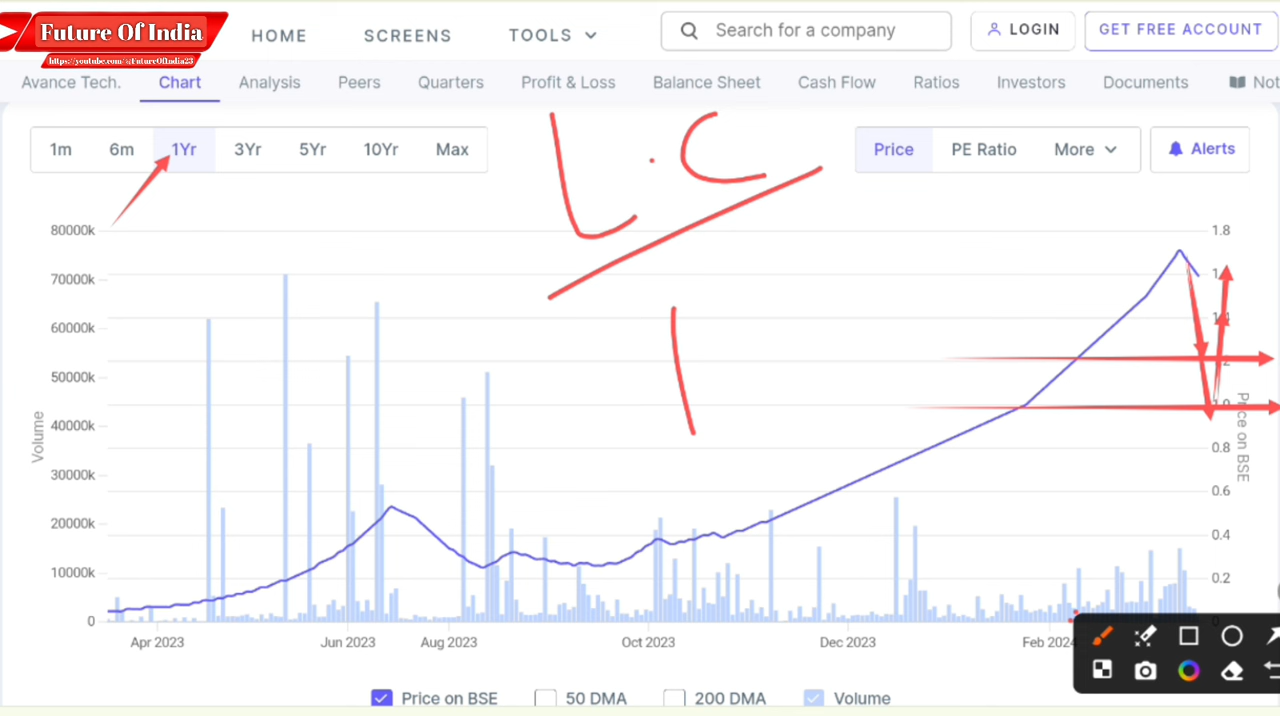 Future Of India
https://youtube.com/@FutureOfIndia23
HOME SCREENS TOOLS
Search for a company
LOGIN
GET FREE ACCOUNT
Avance Tech. Chart Analysis Peers Quarters Profit & Loss Balance Sheet Cash Flow Ratios Investors Documents Not
1m 6m 1Yr 3Yr 5Yr 10Yr Max
Price PE Ratio More
Alerts
L.C
80000k
70000k
60000k
50000k
40000k
30000k
20000k
10000k
0
Volume
1.8
0.8
0.6
0.4
0.2
0
Price on BSE
Apr 2023 Jun 2023 Aug 2023 Oct 2023 Dec 2023 Feb 2024
Price on BSE 50 DMA 200 DMA Volume